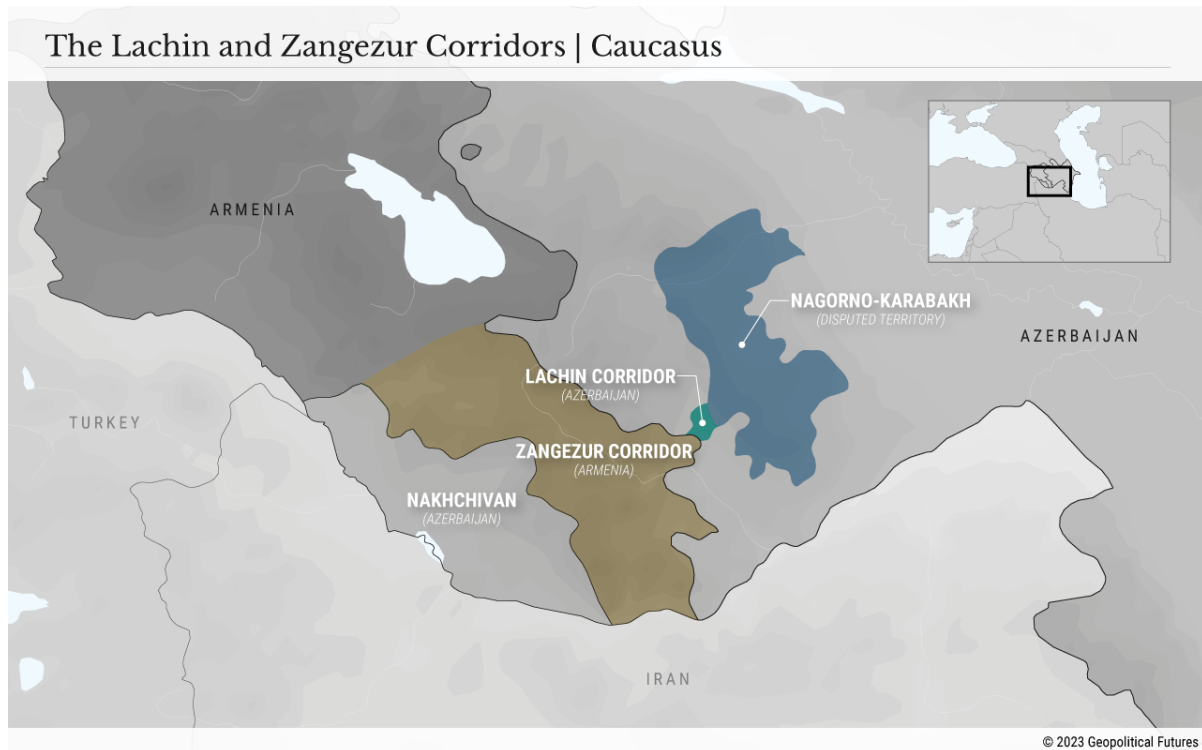 The Lachin and Zangezur Corridors | Caucasus
ARMENIA
NAGORNO-KARABAKH
(DISPUTED TERRITORY)
AZERBAIJAN
LACHIN CORRIDOR
(AZERBAIJAN)
TURKEY
ZANGEZUR CORRIDOR
(ARMENIA)
NAKHCHIVAN
(AZERBAIJAN)
IRAN
© 2023 Geopolitical Futures